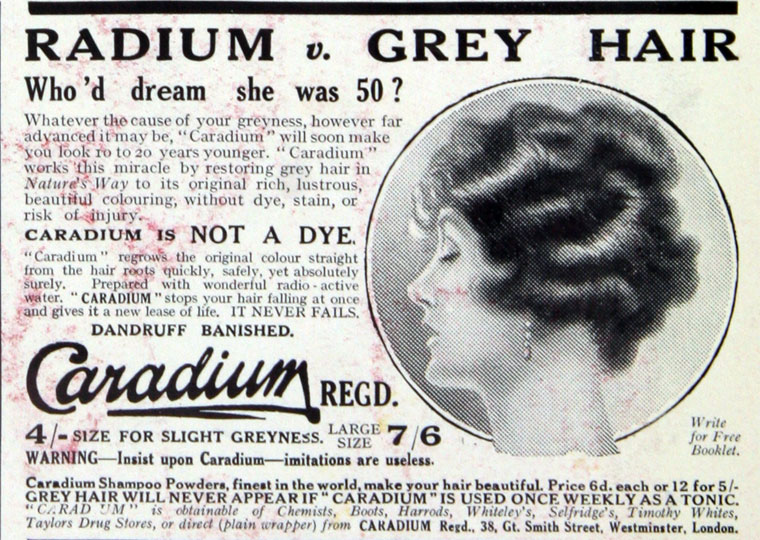 RADIUM v. GREY HAIR
Who'd dream she was 50?
Whatever the cause of your greyness, however far
advanced it may be, "Caradium" will soon make
you look 10 to 20 years younger. "Caradium"
works this miracle by restoring grey hair in
Nature's Way to its original rich, lustrous,
beautiful colouring, without dye, stain, or
risk of injury.
CARADIUM IS NOT A DYE.
"Caradium" regrows the original colour straight
from the hair roots quickly, safely, yet absolutely
surely. Prepared with wonderful radio-active
water. "CARADIUM" stops your hair falling at once
and gives it a new lease of life. IT NEVER FAILS.
DANDRUFF BANISHED.
Caradium REGD.
4/- SIZE FOR SLIGHT GREYNESS. LARGE SIZE 7/6
WARNING—Insist upon Caradium—imitations are useless.
Write
for Free
Booklet.
Caradium Shampoo Powders, finest in the world, make your hair beautiful. Price 6d. each or 12 for 5/-
GREY HAIR WILL NEVER APPEAR IF "CARADIUM" IS USED ONCE WEEKLY AS A TONIC.
"CARADIUM" is obtainable of Chemists, Boots, Harrods, Whiteley's, Selfridge's, Timothy Whites,
Taylors Drug Stores, or direct (plain wrapper) from CARADIUM Regd., 38, Gt. Smith Street, Westminster, London.